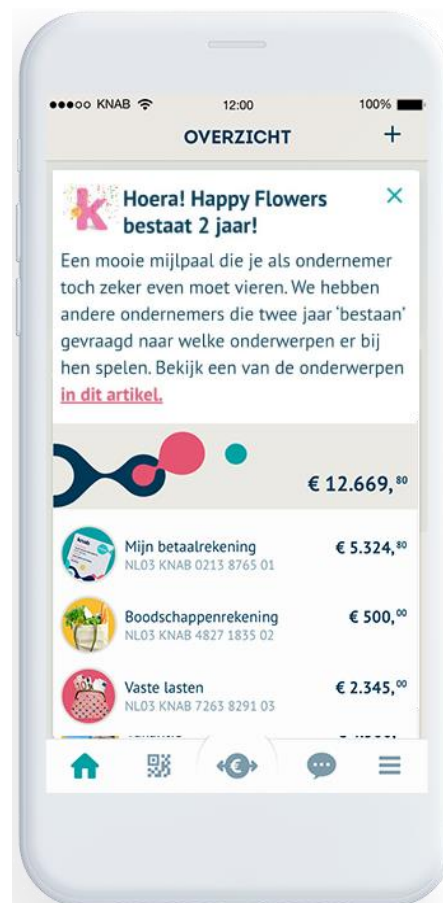 KNAB 12:00 100%
OVERZICHT +
k Hoera! Happy Flowers
bestaat 2 jaar!
Een mooie mijlpaal die je als ondernemer
toch zeker even moet vieren. We hebben
andere ondernemers die twee jaar ‘bestaan’
gevraagd naar welke onderwerpen er bij
hen spelen. Bekijk een van de onderwerpen
in dit artikel.
€ 12.669,80
Mijn betaalrekening € 5.324,80
NL03 KNAB 0213 8765 01
Boodschappenrekening € 500,00
NL03 KNAB 4827 1835 02
Vaste lasten € 2.345,00
NL03 KNAB 7263 8291 03
€